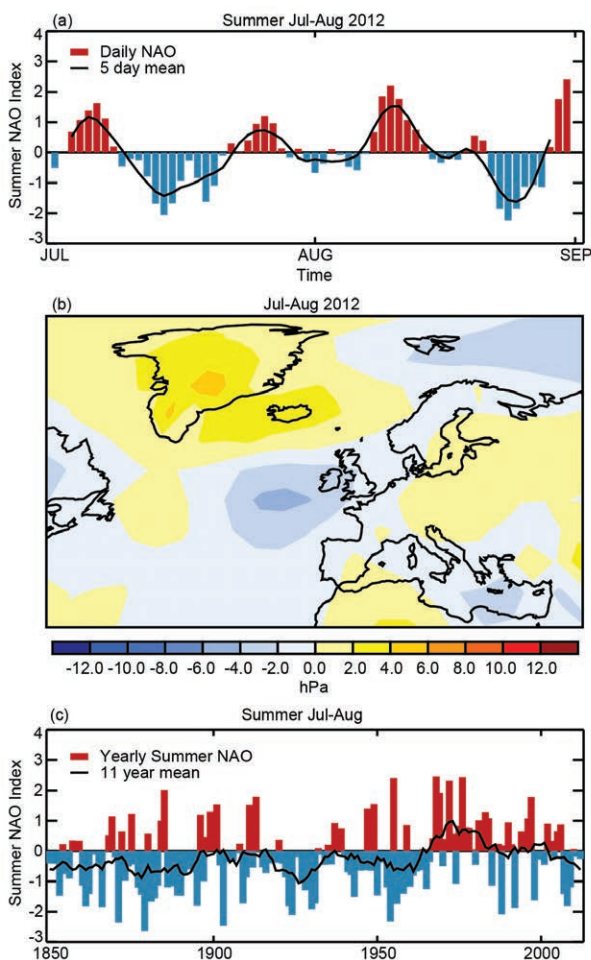 (a) Summer Jul-Aug 2012
4
3
2
1
0
-1
-2
-3
Summer NAO Index
Daily NAO
5 day mean
JUL AUG SEP
Time
(b) Jul-Aug 2012
-12.0 -10.0 -8.0 -6.0 -4.0 -2.0 0.0 2.0 4.0 6.0 8.0 10.0 12.0
hPa
(c) Summer Jul-Aug
4
3
2
1
0
-1
-2
-3
Summer NAO Index
Yearly Summer NAO
11 year mean
1850 1900 1950 2000